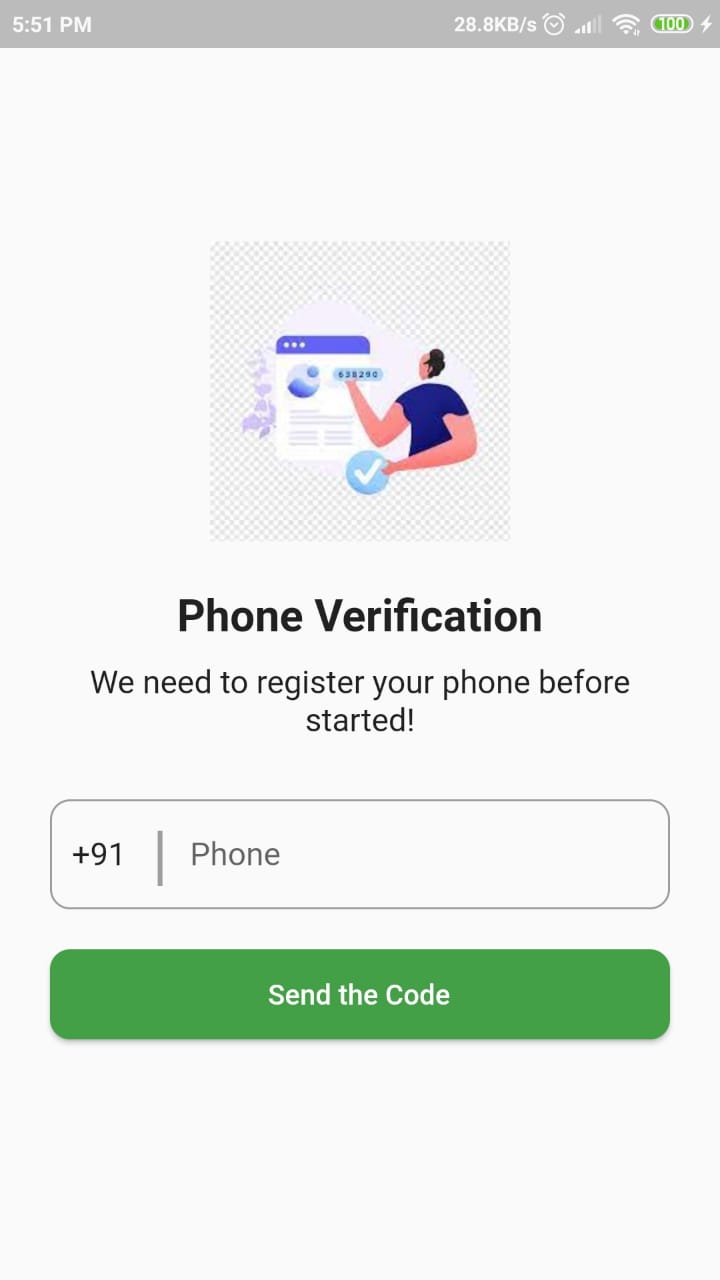 5:51 PM 28.8KB/s 100
638290
Phone Verification
We need to register your phone before
started!
+91 Phone
Send the Code